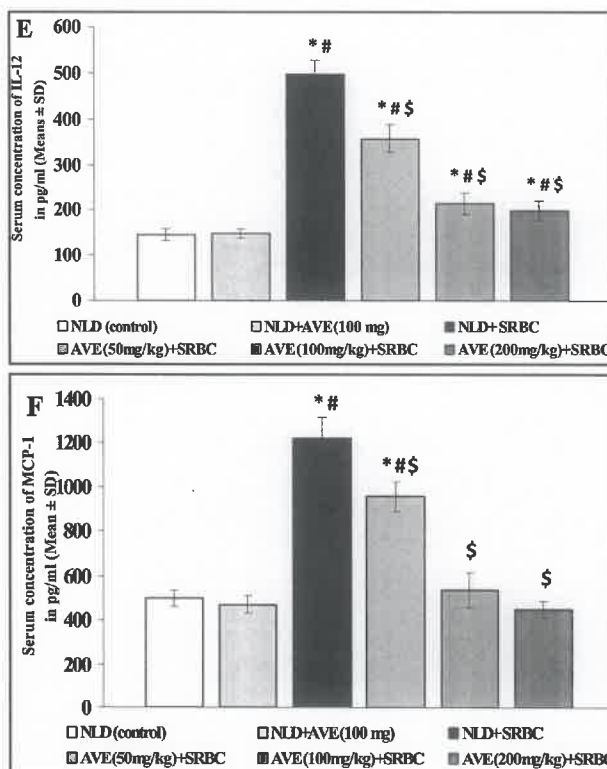 E
Serum concentration of IL-12
in pg/ml (Means ± SD)
600
500
400
300
200
100
0
*#
*#$
*#$
*#$
NLD (control)
NLD+AVE(100 mg)
NLD+SRBC
AVE(50mg/kg)+SRBC
AVE(100mg/kg)+SRBC
AVE(200mg/kg)+SRBC
F
Serum concentration of MCP-1
in pg/ml (Mean ± SD)
1400
1200
1000
800
600
400
200
0
*#
*#$
$
$
NLD (control)
NLD+AVE(100 mg)
NLD+SRBC
AVE(50mg/kg)+SRBC
AVE(100mg/kg)+SRBC
AVE(200mg/kg)+SRBC